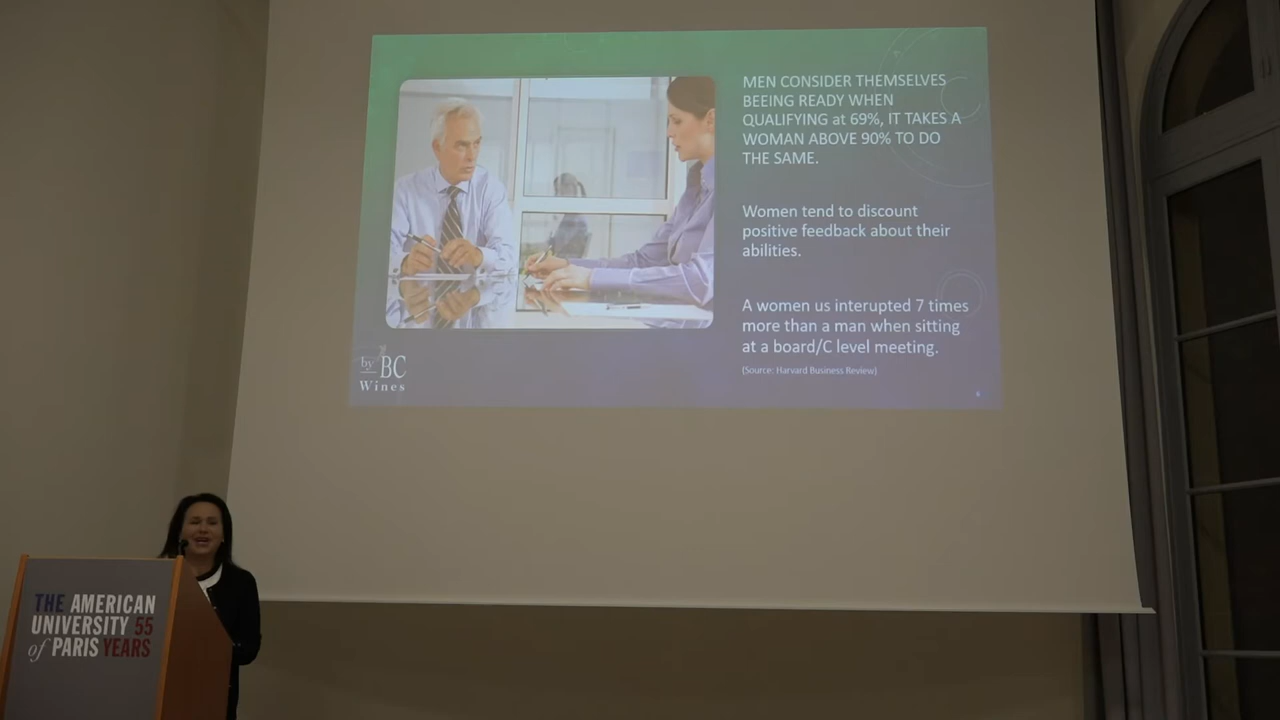 MEN CONSIDER THEMSELVES
BEEING READY WHEN
QUALIFYING at 69%, IT TAKES A
WOMAN ABOVE 90% TO DO
THE SAME.
Women tend to discount
positive feedback about their
abilities.
A women us interupted 7 times
more than a man when sitting
at a board/C level meeting.
(Source: Harvard Business Review)
by BC
Wines
THE AMERICAN
UNIVERSITY 55
of PARIS YEARS